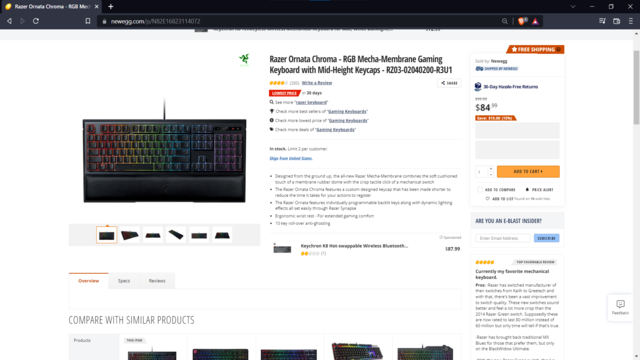 Razer Ornata Chroma - RGB Mech
newegg.com/p/N82E16823114072
FREE SHIPPING
Razer Ornata Chroma - RGB Mecha-Membrane Gaming
Keyboard with Mid-Height Keycaps - RZ03-02040200-R3U1
Write a Review
SHARE
LOWEST PRICE in 30 days
See more "razer keyboard"
Check more best sellers of "Gaming Keyboards"
Check more lowest price of "Gaming Keyboards"
Check more deals of "Gaming Keyboards"
In stock. Limit 2 per customer.
Ships from United States.
Designed from the ground up, the all-new Razer Mecha-Membrane combines the soft cushioned
touch of a membrane rubber dome with the crisp tactile click of a mechanical switch
The Razer Ornata Chroma features a custom designed keycap that has been made shorter to
reduce the time it takes for your actions to register
The Razer Ornata features individually programmable backlit keys along with dynamic lighting
effects all set easily through Razer Synapse
Ergonomic wrist rest - For extended gaming comfort
10 key roll-over anti-ghosting
Sponsored
Keychron K8 Hot-swappable Wireless Bluetooth...
$87.99
(1)
Sold by: Newegg
SHIPPED BY NEWEGG
30-Day Hassle-Free Returns
$84.99
Save: $15.00 (15%)
1
ADD TO CART
ADD TO COMPARE
PRICE ALERT
ADD TO LIST
ARE YOU AN E-BLAST INSIDER?
Enter Email Address
SUBSCRIBE
TOP FAVORABLE REVIEW
Currently my favorite mechanical
keyboard.
Pros: -Razer has switched manufacturer of
their switches from Kailh to Greetech and
with that, there's been a vast improvement
to switch quality. These new switches sound
better and feel a lot more crisp than the
2014 Razer Green switch. Supposedly these
are now rated to last 80 million instead of
60 million but only time will tell if that's true.
-Razer has brought back traditional MX
Blues for those that prefer them, but only
on the BlackWidow Ultimate.
Feedback
Overview
Specs
Reviews
COMPARE WITH SIMILAR PRODUCTS
Products
THIS ITEM